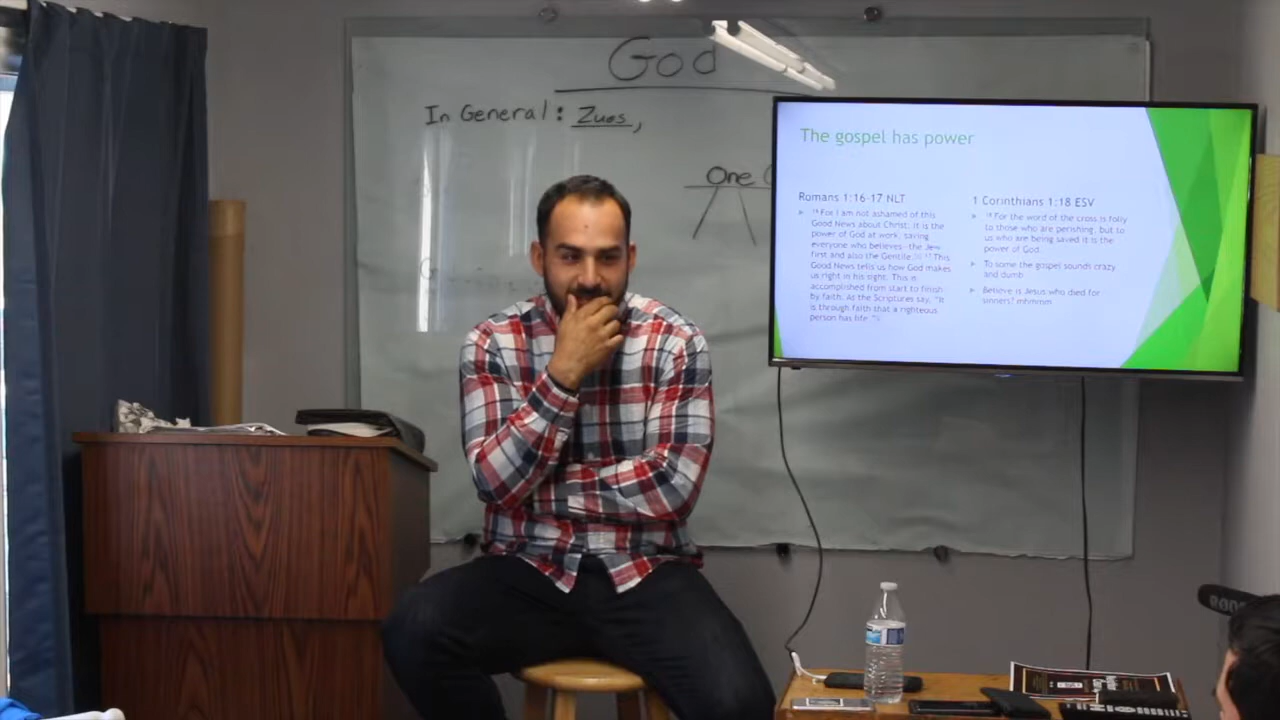 God
In General: Zues,
One
The gospel has power
Romans 1:16-17 NLT
16 For I am not ashamed of this
Good News about Christ. It is the
power of God at work, saving
everyone who believes--the Jew
first and also the Gentile. 17 This
Good News tells us how God makes
us right in his sight. This is
accomplished from start to finish
by faith. As the Scriptures say, "It
is through faith that a righteous
person has life."
1 Corinthians 1:18 ESV
18 For the word of the cross is folly
to those who are perishing, but to
us who are being saved it is the
power of God.
To some the gospel sounds crazy
and dumb
Believe is Jesus who died for
sinners? mhmmm
RØDE